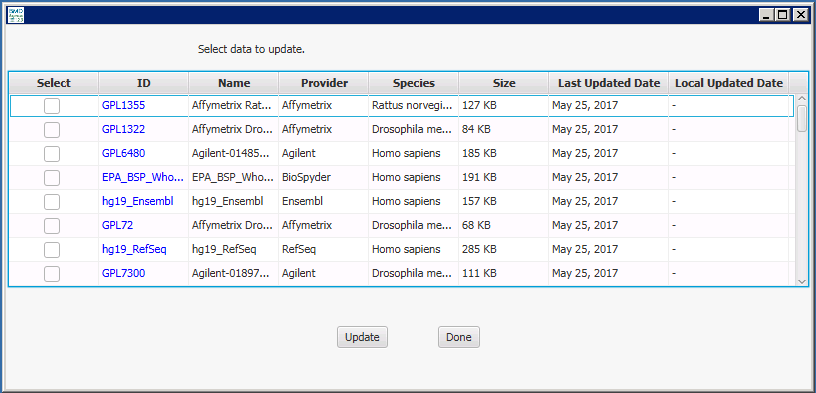 Select data to update.
Select ID Name Provider Species Size Last Updated Date Local Updated Date
GPL1355 Affymetrix Rat... Affymetrix Rattus norvegi... 127 KB May 25, 2017 -
GPL1322 Affymetrix Dro... Affymetrix Drosophila me... 84 KB May 25, 2017 -
GPL6480 Agilent-01485... Agilent Homo sapiens 185 KB May 25, 2017 -
EPA_BSP_Who... EPA_BSP_Who... BioSpyder Homo sapiens 191 KB May 25, 2017 -
hg19_Ensembl hg19_Ensembl Ensembl Homo sapiens 157 KB May 25, 2017 -
GPL72 Affymetrix Dro... Affymetrix Drosophila me... 68 KB May 25, 2017 -
hg19_RefSeq hg19_RefSeq RefSeq Homo sapiens 285 KB May 25, 2017 -
GPL7300 Agilent-01897... Agilent Drosophila me... 111 KB May 25, 2017 -
Update Done